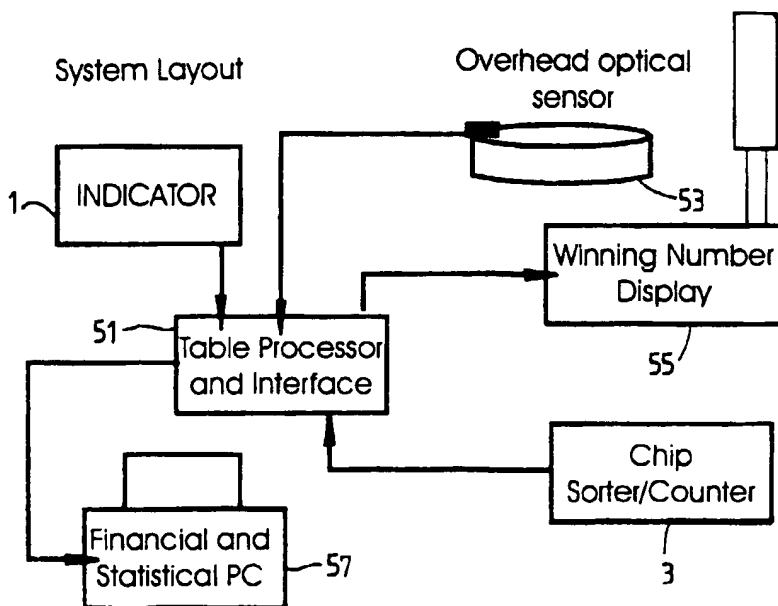 System Layout
Overhead optical
sensor
53
1
INDICATOR
Winning Number
Display
55
51
Table Processor
and Interface
Chip
Sorter/Counter
3
Financial and
Statistical PC
57